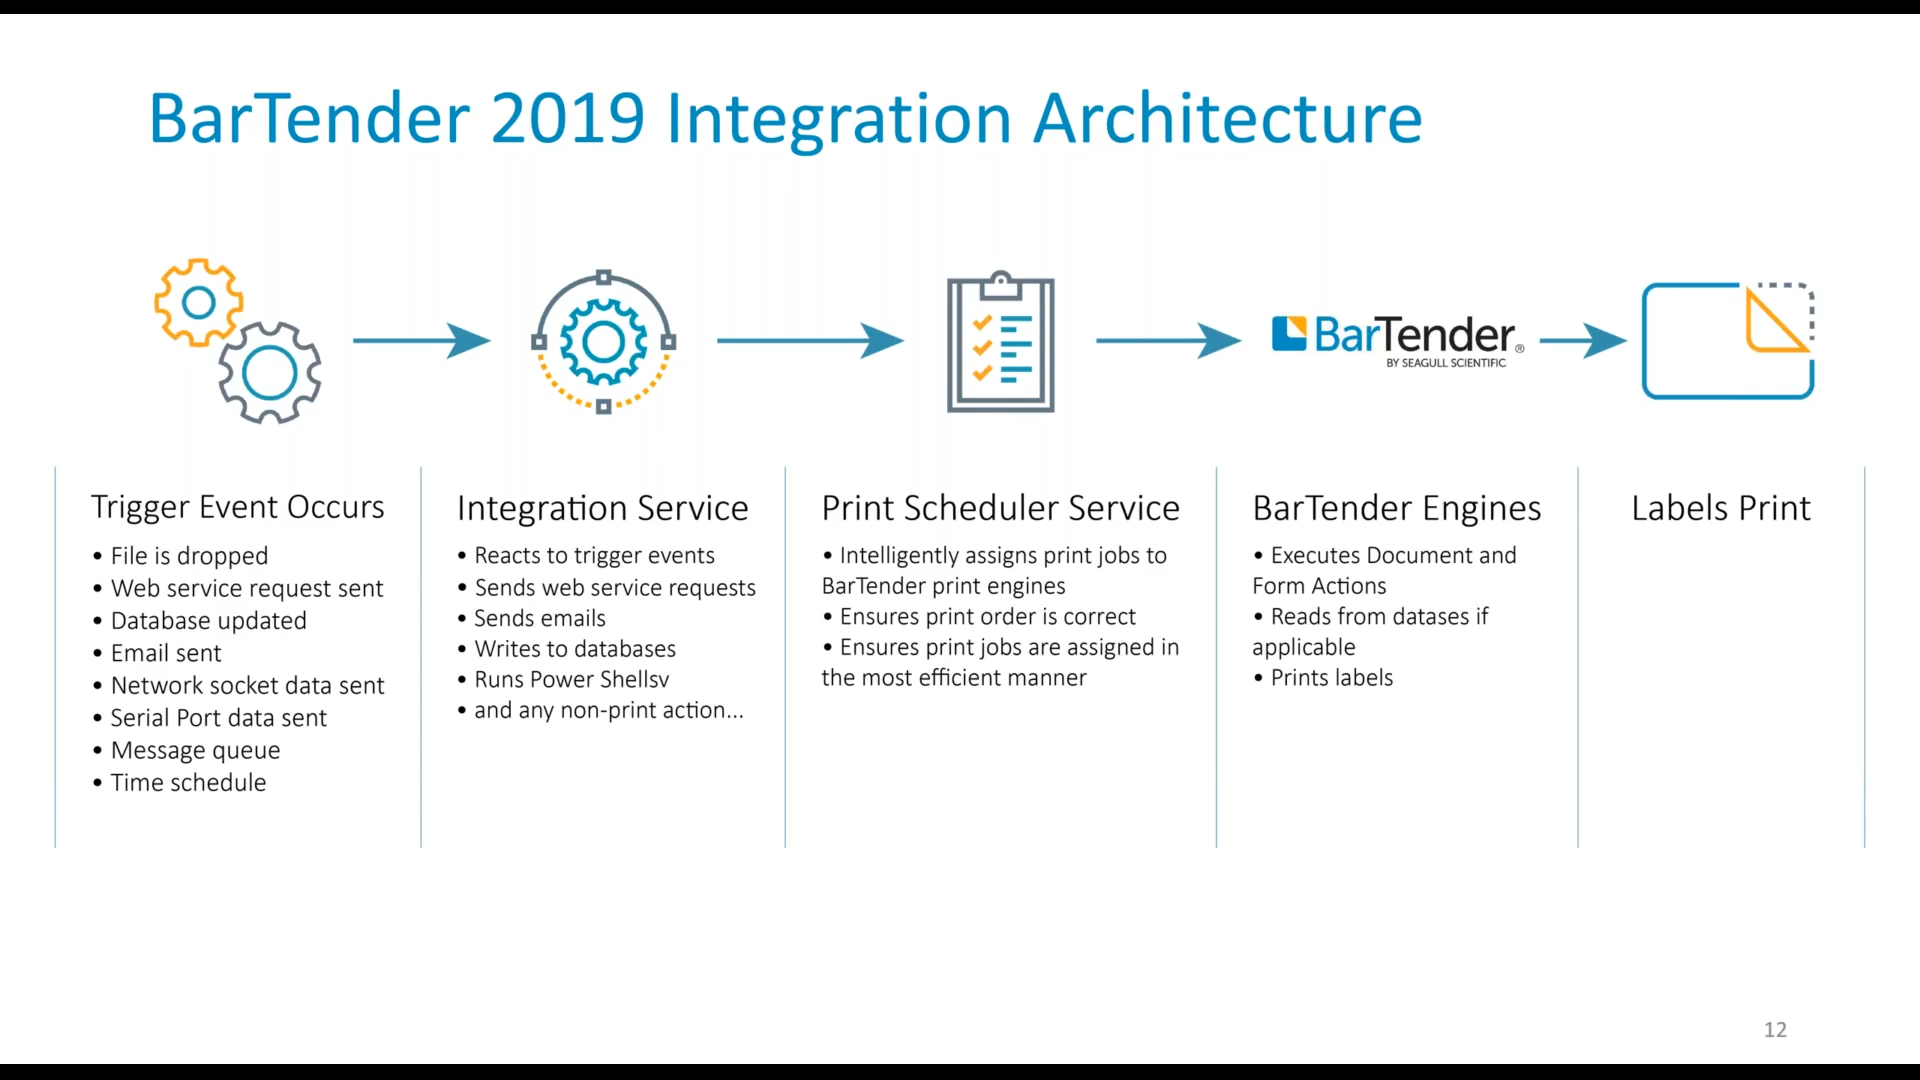 BarTender 2019 Integration Architecture
BarTender®
BY SEAGULL SCIENTIFIC
Trigger Event Occurs
• File is dropped
• Web service request sent
• Database updated
• Email sent
• Network socket data sent
• Serial Port data sent
• Message queue
• Time schedule
Integration Service
• Reacts to trigger events
• Sends web service requests
• Sends emails
• Writes to databases
• Runs Power Shellsv
• and any non-print action...
Print Scheduler Service
• Intelligently assigns print jobs to
BarTender print engines
• Ensures print order is correct
• Ensures print jobs are assigned in
the most efficient manner
BarTender Engines
• Executes Document and
Form Actions
• Reads from datases if
applicable
• Prints labels
Labels Print
12